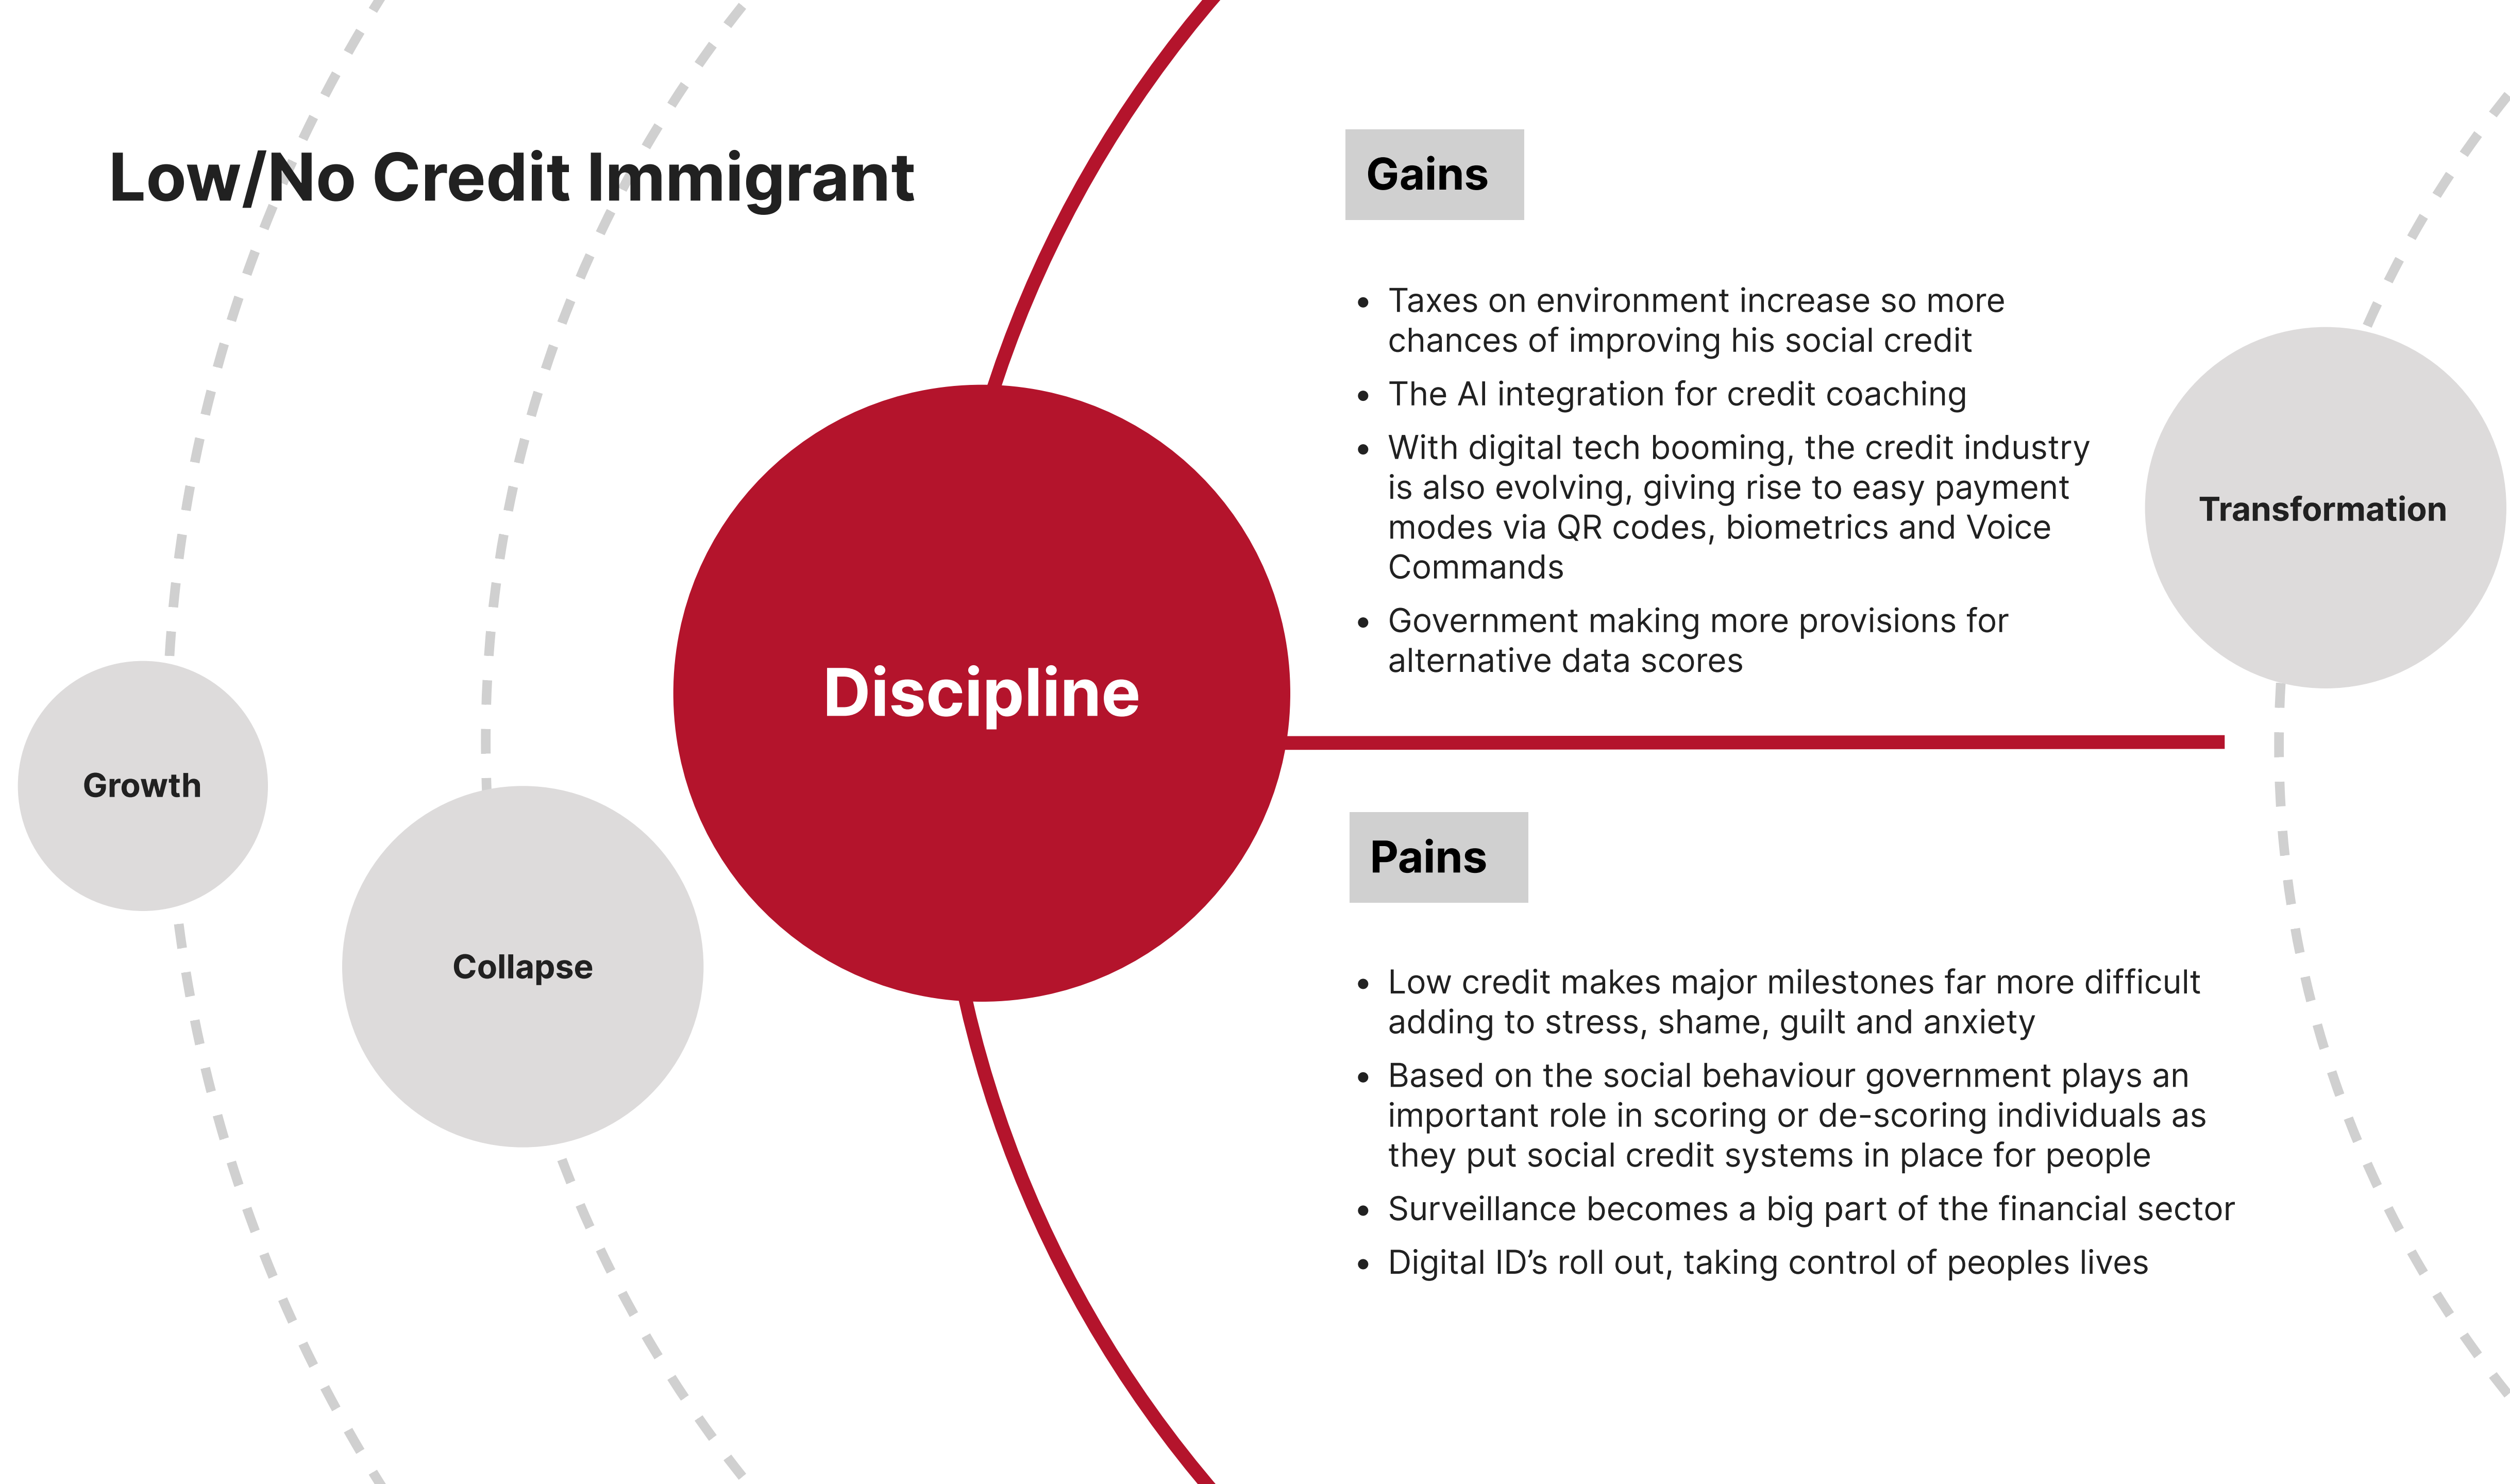 Low/No Credit Immigrant
Growth
Collapse
Discipline
Gains
• Taxes on environment increase so more
chances of improving his social credit
• The AI integration for credit coaching
• With digital tech booming, the credit industry
is also evolving, giving rise to easy payment
modes via QR codes, biometrics and Voice
Commands
• Government making more provisions for
alternative data scores
Pains
• Low credit makes major milestones far more difficult
adding to stress, shame, guilt and anxiety
• Based on the social behaviour government plays an
important role in scoring or de-scoring individuals as
they put social credit systems in place for people
• Surveillance becomes a big part of the financial sector
• Digital ID’s roll out, taking control of peoples lives
Transformation